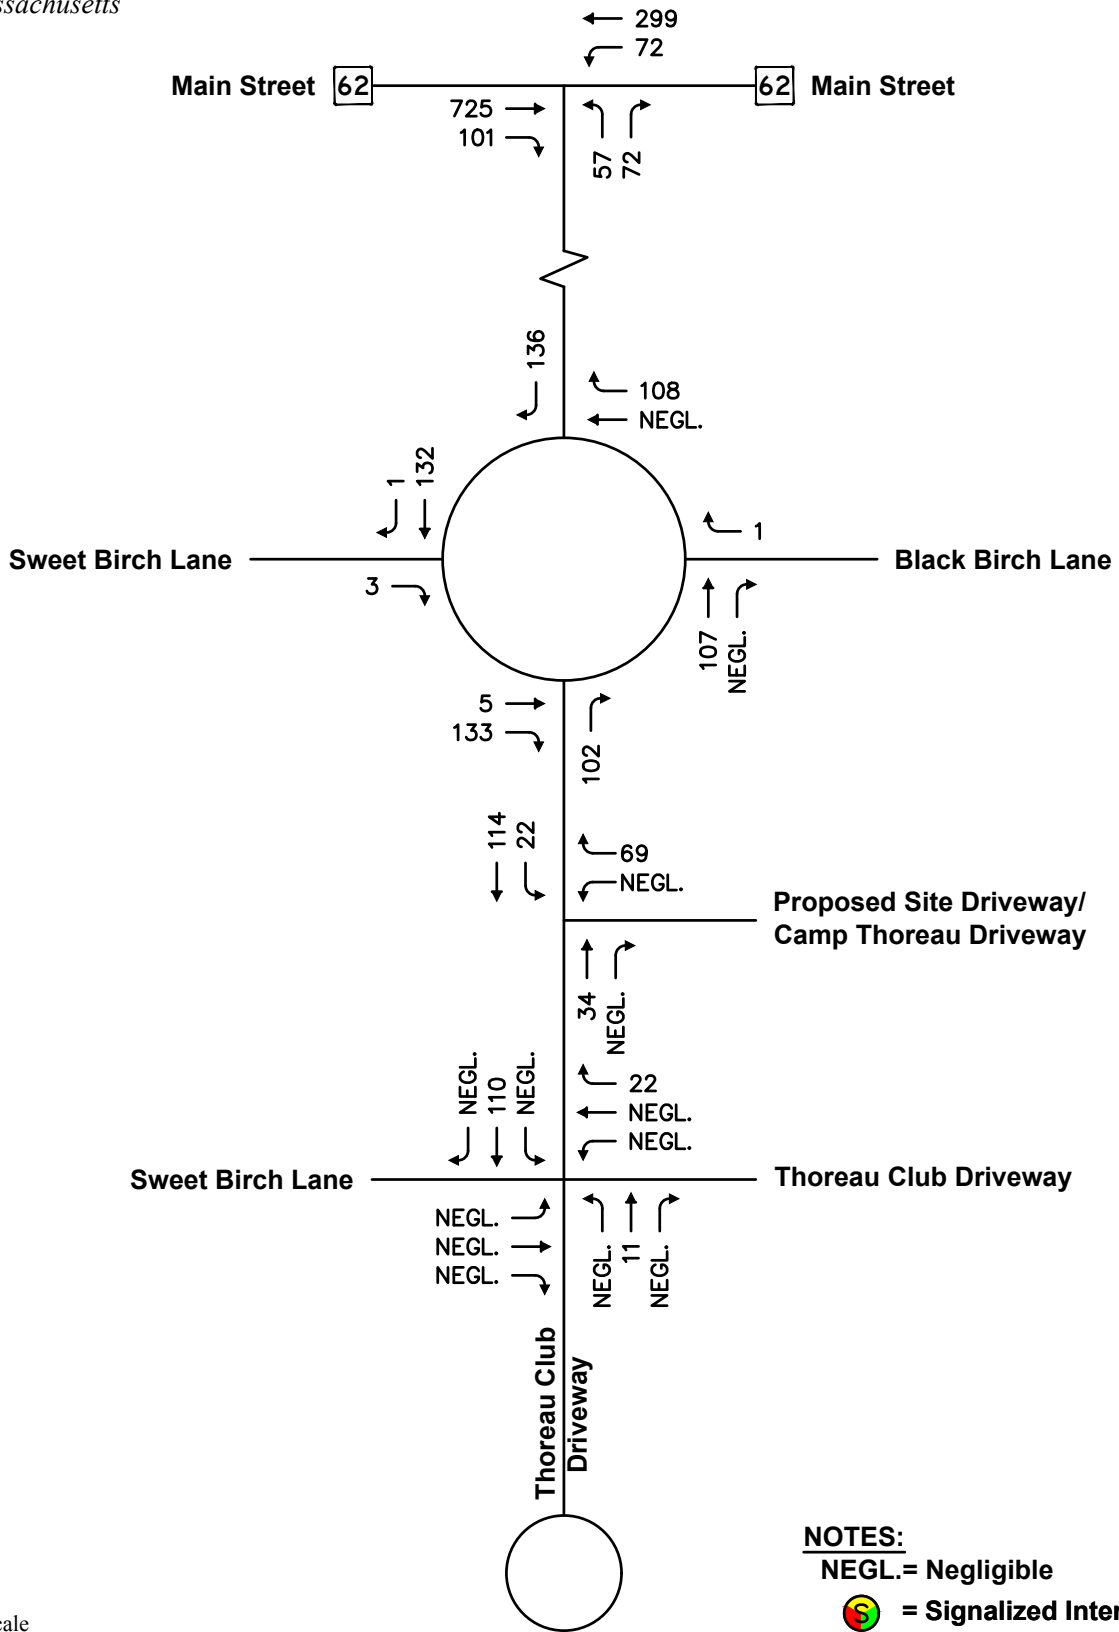 ssachusetts
299
72
Main Street 62
62 Main Street
725
101
57
72
136
108
NEGL.
1
132
1
Sweet Birch Lane
Black Birch Lane
3
107
NEGL.
5
133
102
114
22
69
NEGL.
Proposed Site Driveway/
Camp Thoreau Driveway
34
NEGL.
NEGL.
110
NEGL.
22
NEGL.
NEGL.
Sweet Birch Lane
Thoreau Club Driveway
NEGL.
NEGL.
NEGL.
NEGL.
11
NEGL.
Thoreau Club
Driveway
NOTES:
NEGL.= Negligible
S = Signalized Inter
cale